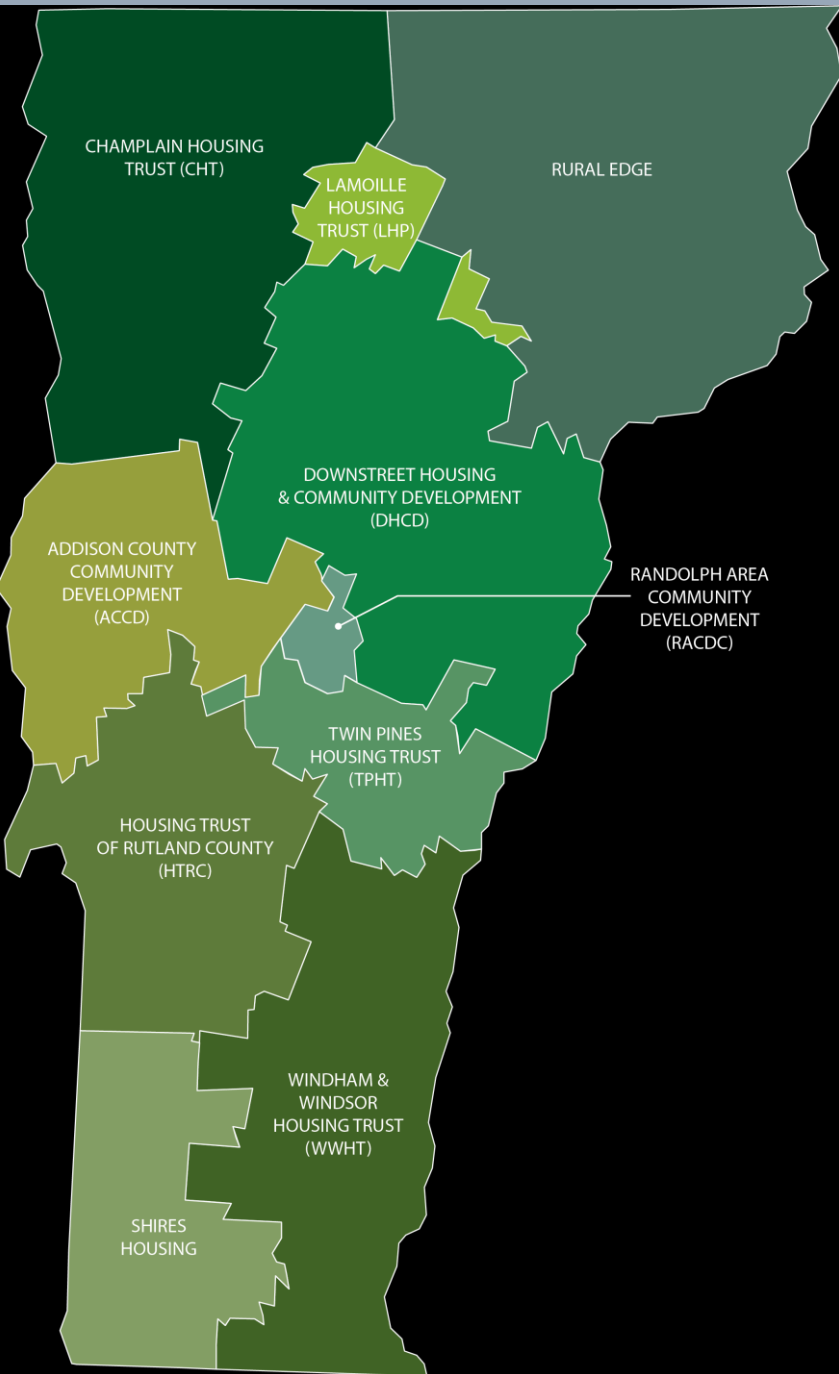 CHAMPLAIN HOUSING
TRUST (CHT)
RURAL EDGE
LAMOILLE
HOUSING
TRUST (LHP)
DOWNSTREET HOUSING
& COMMUNITY DEVELOPMENT
(DHCD)
ADDISON COUNTY
COMMUNITY
DEVELOPMENT
(ACCD)
RANDOLPH AREA
COMMUNITY
DEVELOPMENT
(RACDC)
TWIN PINES
HOUSING TRUST
(TPHT)
HOUSING TRUST
OF RUTLAND COUNTY
(HTRC)
WINDHAM &
WINDSOR
HOUSING TRUST
(WWHT)
SHIRES
HOUSING